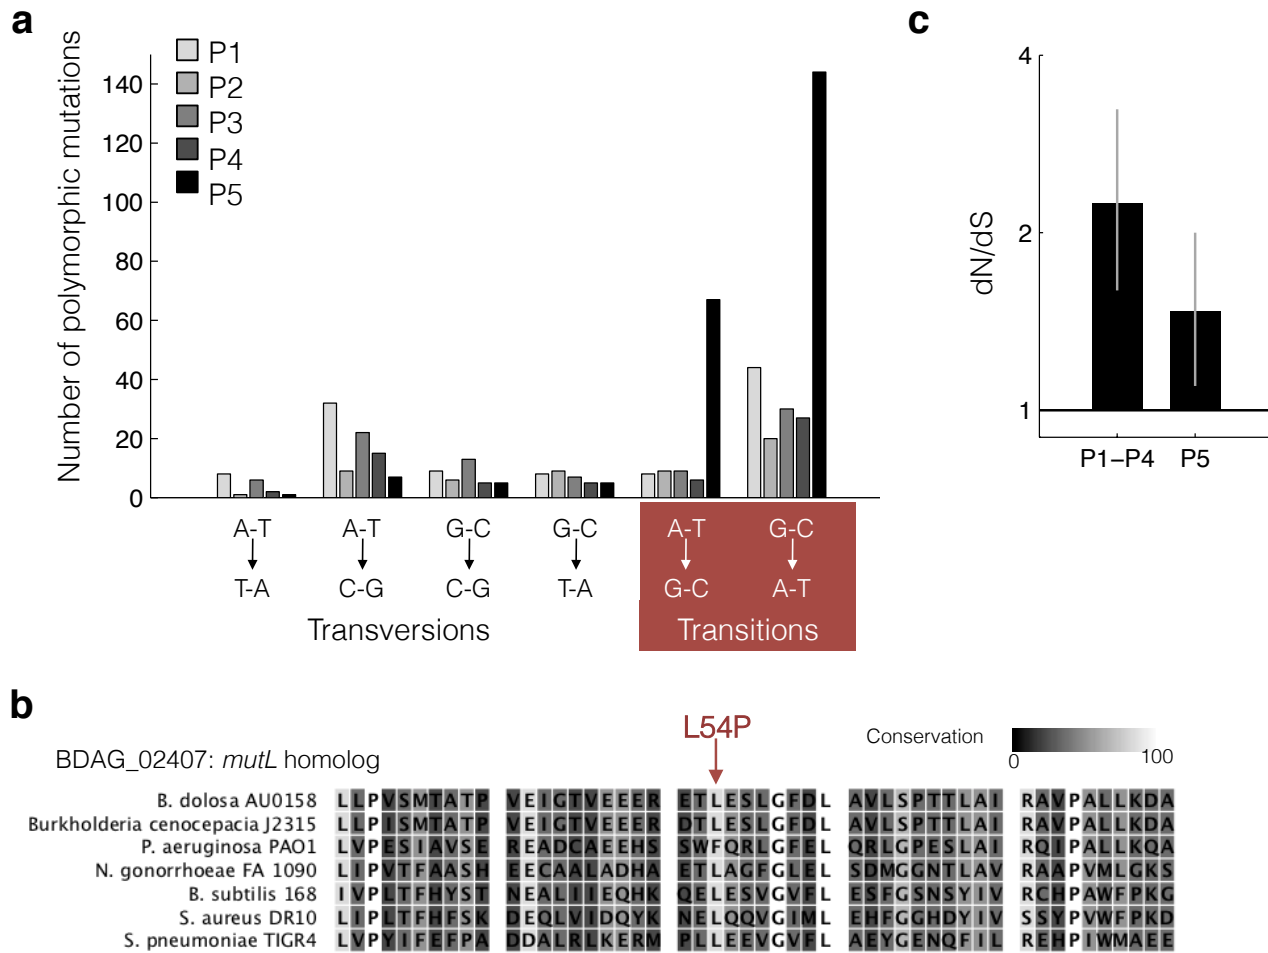 a
Number of polymorphic mutations
140
120
100
80
60
40
20
0
P1
P2
P3
P4
P5
A-T A-T G-C G-C A-T G-C
T-A C-G C-G T-A G-C A-T
Transversions Transitions
c
dN/dS
4
2
1
P1–P4 P5
b
BDAG_02407: mutL homolog
L54P
Conservation
0 100
B. dolosa AU0158 LLPVSMTATP VEIGTVEEER ETLESLGFDL AVLSPTTLAI RAVPALLKDA
Burkholderia cenocepacia J2315 LLPISMTATP VEIGTVEEER DTLESLGFDL AVLSPTTLAI RAVPALLKDA
P. aeruginosa PAO1 LVPESIAVSE READCAEEHS SWFQRLGFEL QRLGPESLAI RQIPALLKQA
N. gonorrhoeae FA 1090 LIPVTFAASH EECAALADHA ETLAGFGLEL SDMGGNTLAV RAAPVMLGKS
B. subtilis 168 IVPLTFHYST NEALIIEQHK QELESVGVFL ESFGSNSYIV RCHPAWFPKG
S. aureus DR10 LIPLTFHFSK DEQLVIDQYK NELQQVGIML EHFGGHDYIV SSYPVWFPKD
S. pneumoniae TIGR4 LVPYIFEFPA DDALRLKERM PLLEEVGVFL AEYGENQFIL REHPIWMAEE